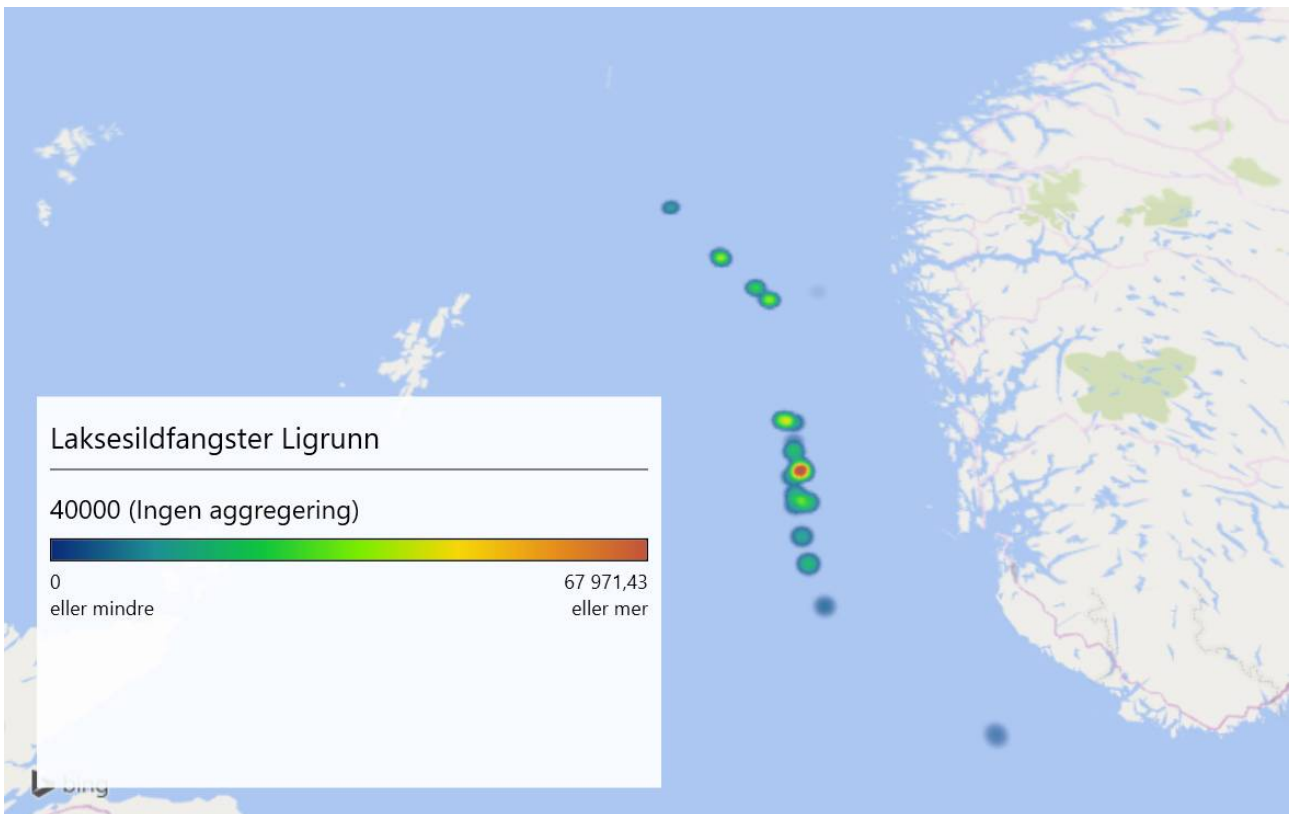 Laksesildfangster Ligrunn
40000 (Ingen aggregering)
0
67 971,43
eller mindre
eller mer
bing